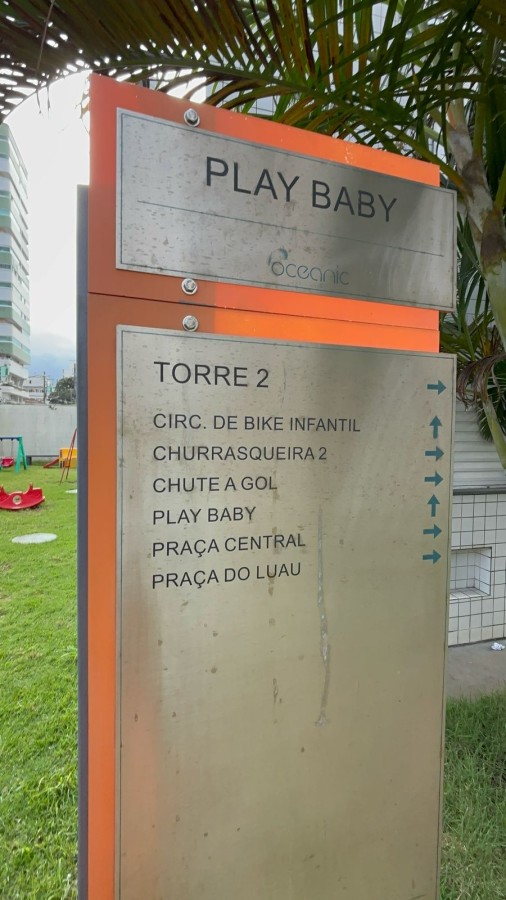 PLAY BABY
oceanic
TORRE 2 →
CIRC. DE BIKE INFANTIL ↑
CHURRASQUEIRA 2 →
CHUTE A GOL →
PLAY BABY ↑
PRAÇA CENTRAL →
PRAÇA DO LUAU →